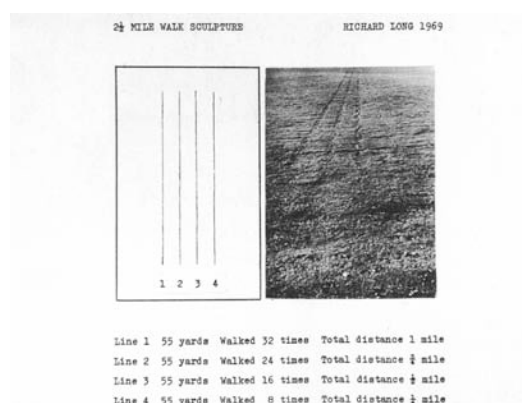 2½ MILE WALK SCULPTURE RICHARD LONG 1969
1 2 3 4
Line 1 55 yards Walked 32 times Total distance 1 mile
Line 2 55 yards Walked 24 times Total distance ¾ mile
Line 3 55 yards Walked 16 times Total distance ½ mile
Line 4 55 yards Walked 8 times Total distance ¼ mile